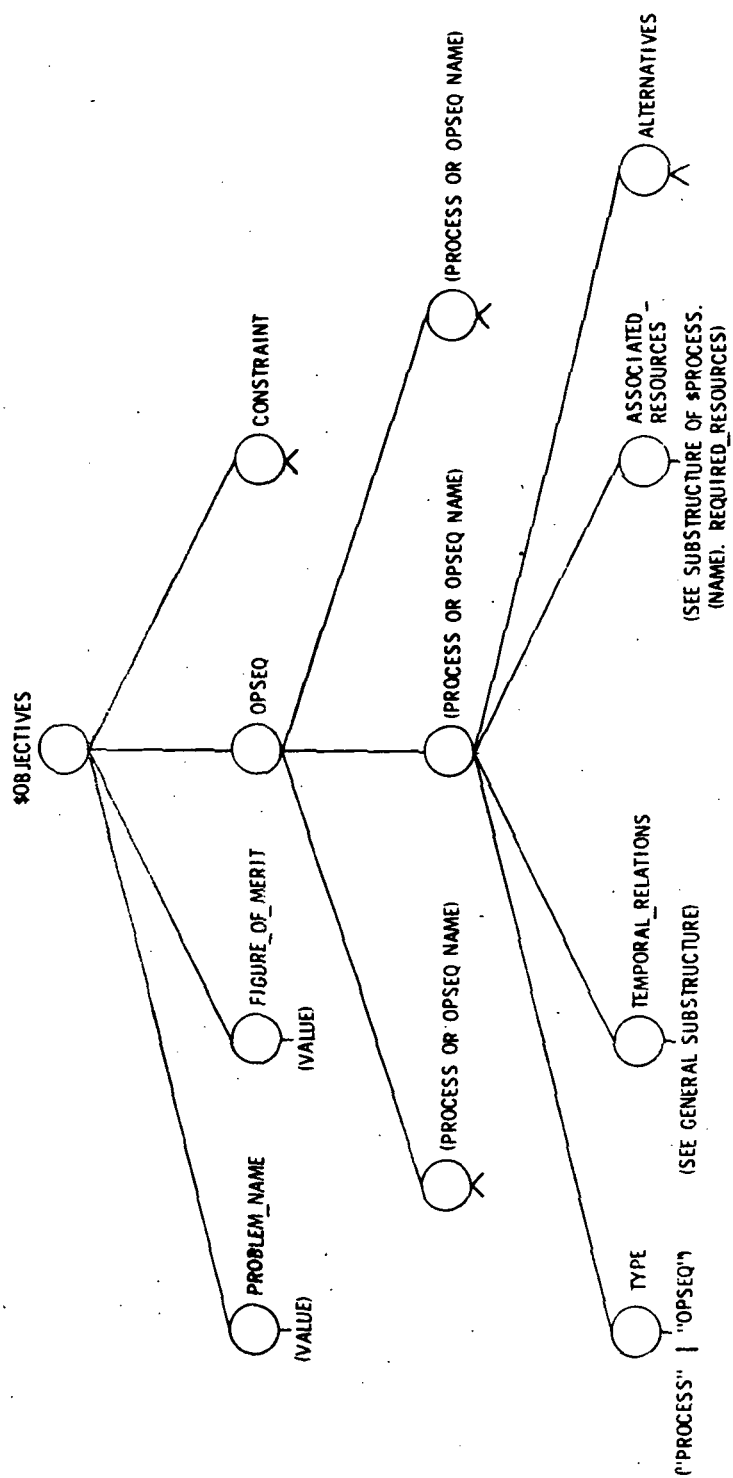 $OBJECTIVES
PROBLEM_NAME
(VALUE)
FIGURE_OF_MERIT
(VALUE)
OPSEQ
CONSTRAINT
(PROCESS OR OPSEQ NAME)
(PROCESS OR OPSEQ NAME)
(PROCESS OR OPSEQ NAME)
TYPE
("PROCESS" | "OPSEQ")
TEMPORAL_RELATIONS
(SEE GENERAL SUBSTRUCTURE)
ASSOCIATED_
RESOURCES
(SEE SUBSTRUCTURE OF $PROCESS.
(NAME). REQUIRED_RESOURCES)
ALTERNATIVES